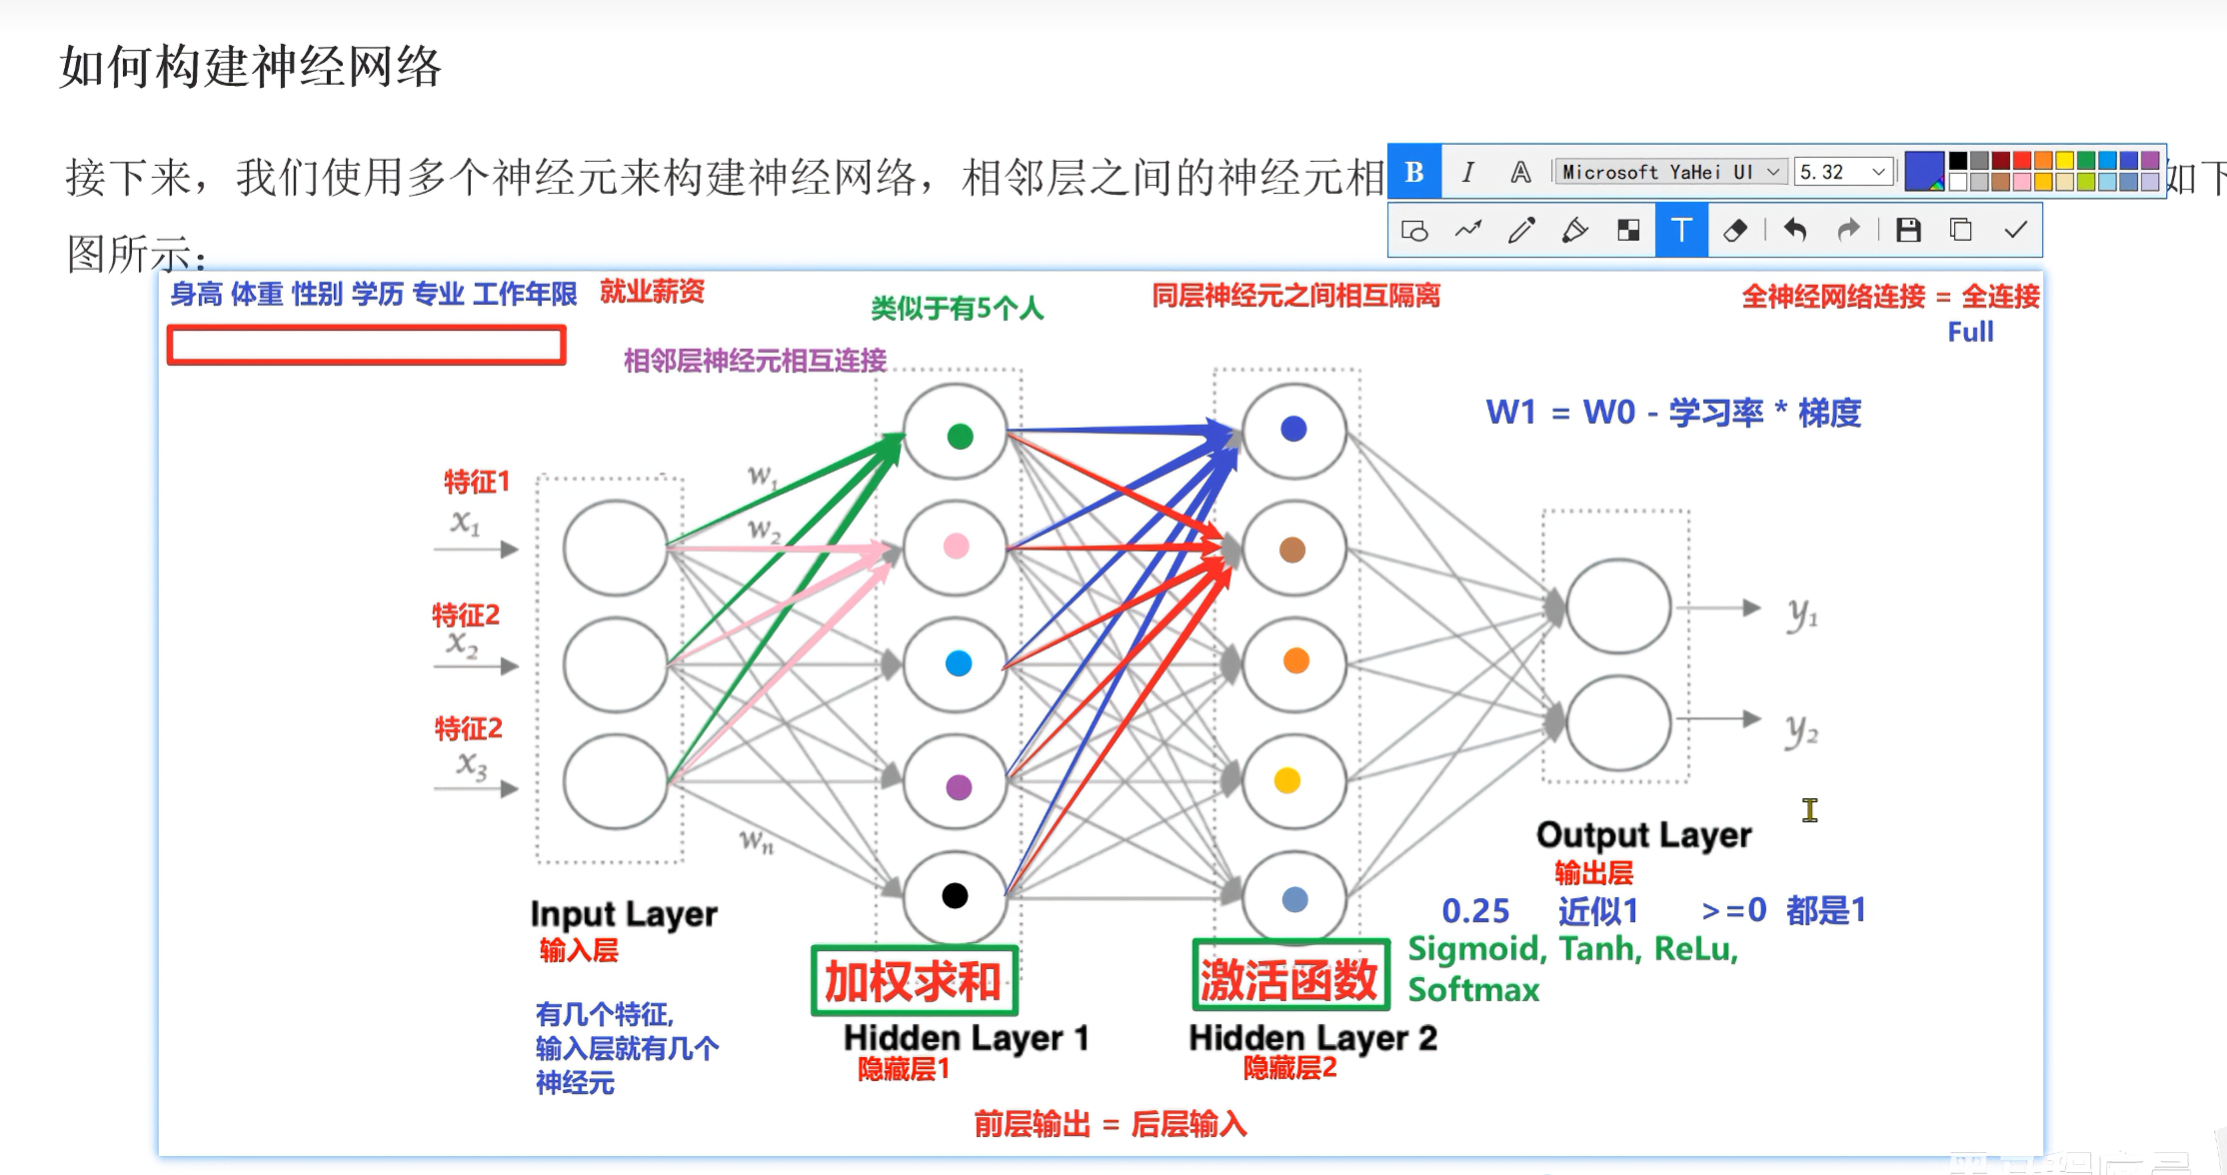 如何构建神经网络
接下来，我们使用多个神经元来构建神经网络，相邻层之间的神经元相
如下
图所示：
B I A Microsoft YaHei UI 5.32
T
身高 体重 性别 学历 专业 工作年限
就业薪资
类似于有5个人
同层神经元之间相互隔离
全神经网络连接 = 全连接
Full
相邻层神经元相互连接
W1 = W0 - 学习率 * 梯度
特征1
x1
w1
w2
特征2
x2
特征2
x3
wn
y1
y2
Input Layer
输入层
有几个特征,
输入层就有几个
神经元
加权求和
Hidden Layer 1
隐藏层1
激活函数
Hidden Layer 2
隐藏层2
Output Layer
输出层
0.25 近似1 >=0 都是1
Sigmoid, Tanh, ReLu,
Softmax
前层输出 = 后层输入